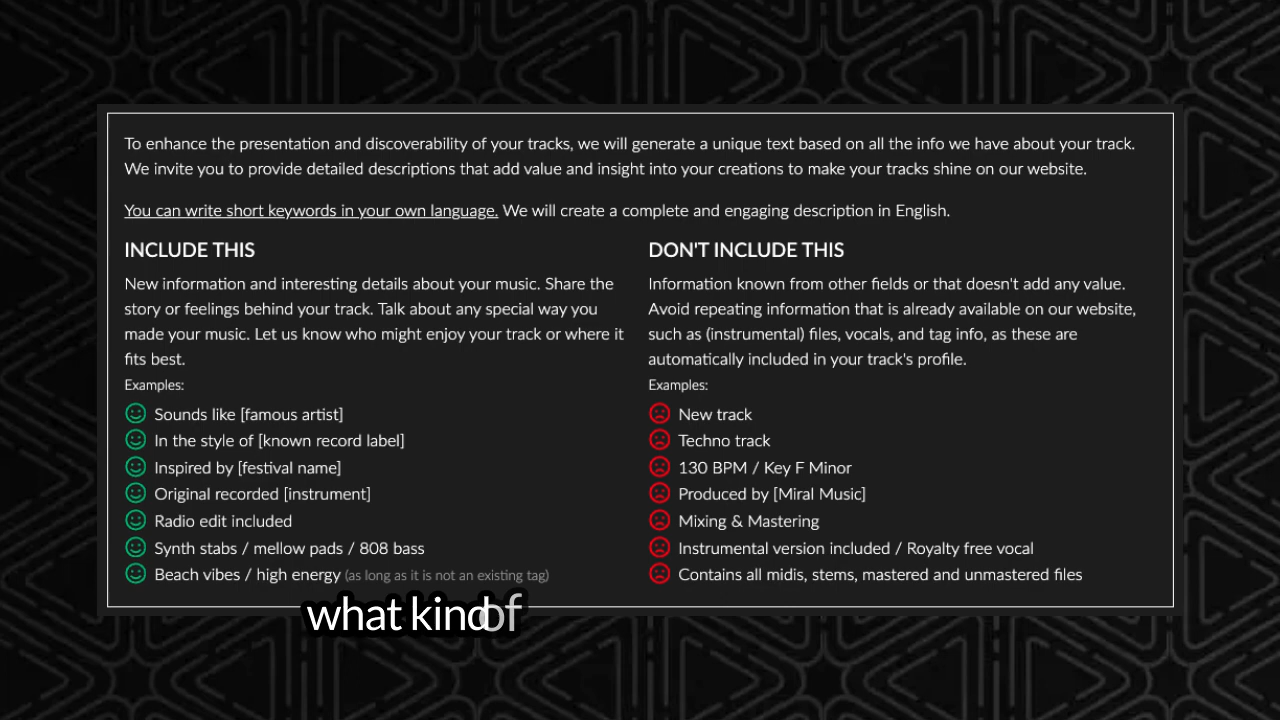 To enhance the presentation and discoverability of your tracks, we will generate a unique text based on all the info we have about your track.
We invite you to provide detailed descriptions that add value and insight into your creations to make your tracks shine on our website.
You can write short keywords in your own language. We will create a complete and engaging description in English.
INCLUDE THIS
New information and interesting details about your music. Share the
story or feelings behind your track. Talk about any special way you
made your music. Let us know who might enjoy your track or where it
fits best.
Examples:
Sounds like [famous artist]
In the style of [known record label]
Inspired by [festival name]
Original recorded [instrument]
Radio edit included
Synth stabs / mellow pads / 808 bass
Beach vibes / high energy (as long as it is not an existing tag)
DON'T INCLUDE THIS
Information known from other fields or that doesn't add any value.
Avoid repeating information that is already available on our website,
such as (instrumental) files, vocals, and tag info, as these are
automatically included in your track's profile.
Examples:
New track
Techno track
130 BPM / Key F Minor
Produced by [Miral Music]
Mixing & Mastering
Instrumental version included / Royalty free vocal
Contains all midis, stems, mastered and unmastered files
what kind of